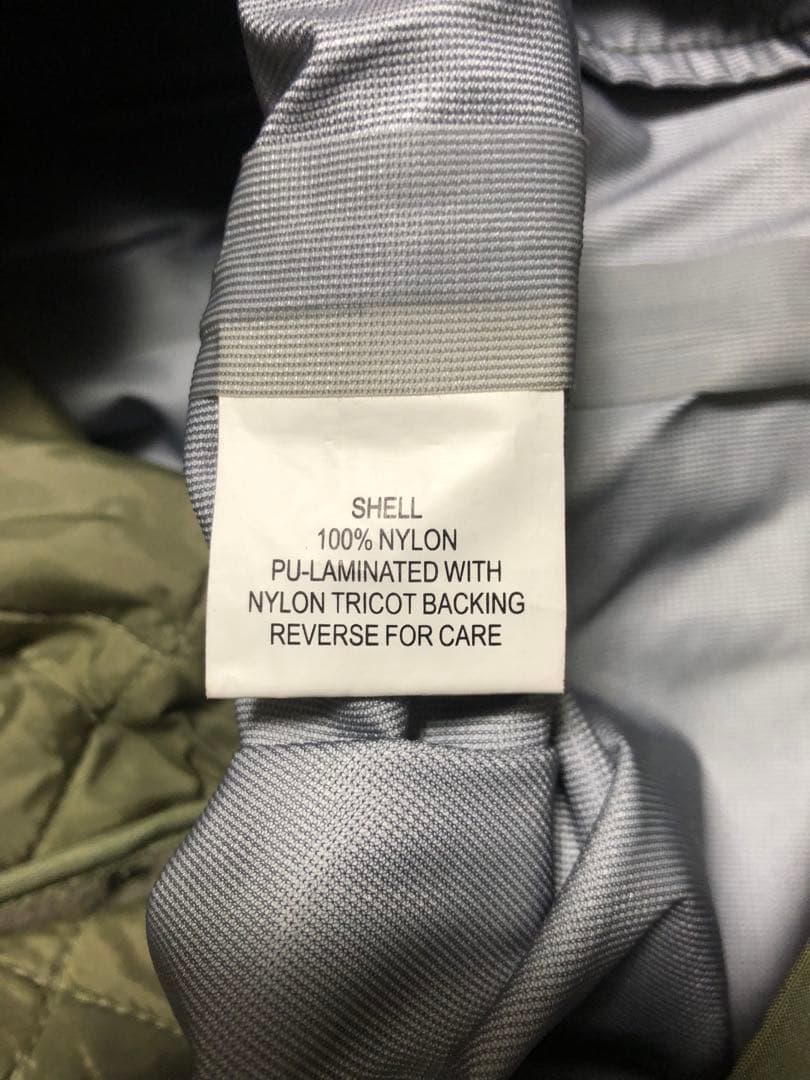 SHELL
100% NYLON
PU-LAMINATED WITH
NYLON TRICOT BACKING
REVERSE FOR CARE